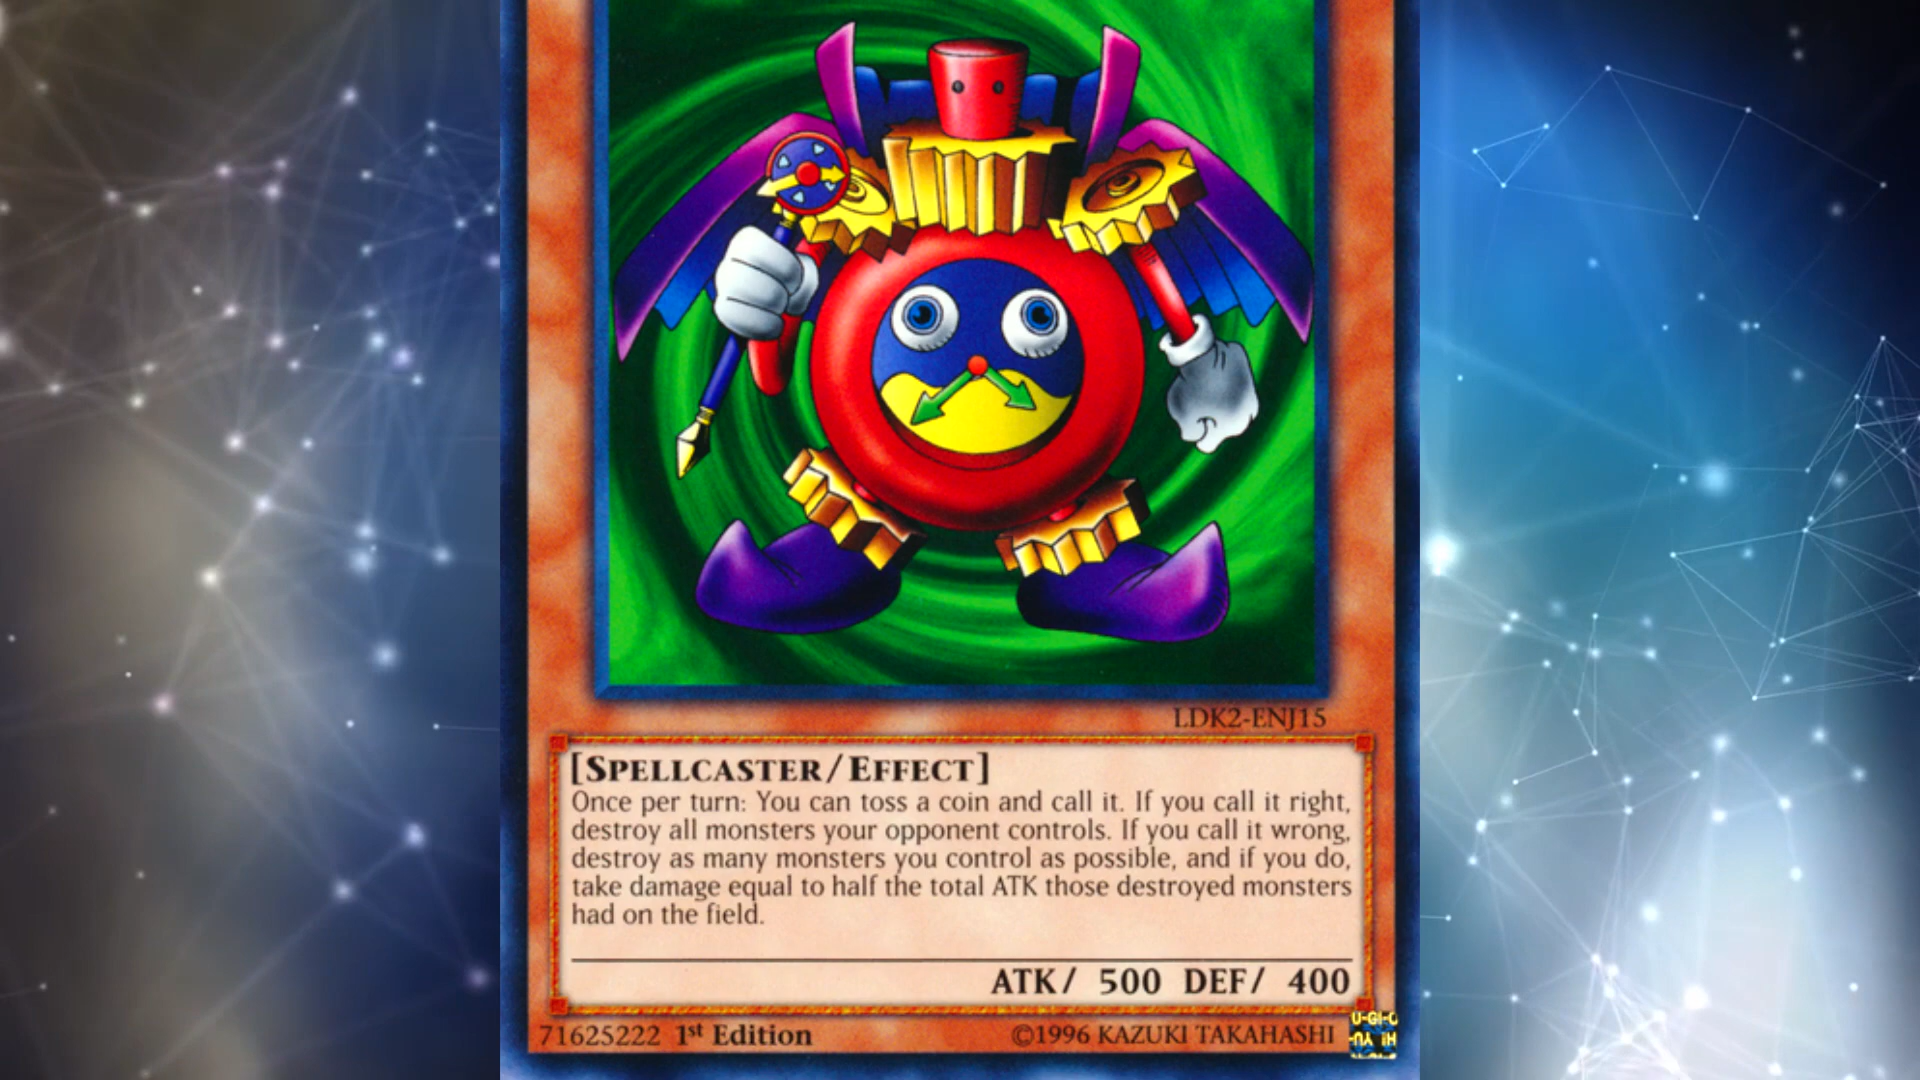 LDK2-ENJ15
[SPELLCASTER/EFFECT]
Once per turn: You can toss a coin and call it. If you call it right,
destroy all monsters your opponent controls. If you call it wrong,
destroy as many monsters you control as possible, and if you do,
take damage equal to half the total ATK those destroyed monsters
had on the field.
ATK/ 500 DEF/ 400
71625222 1st Edition ©1996 KAZUKI TAKAHASHI